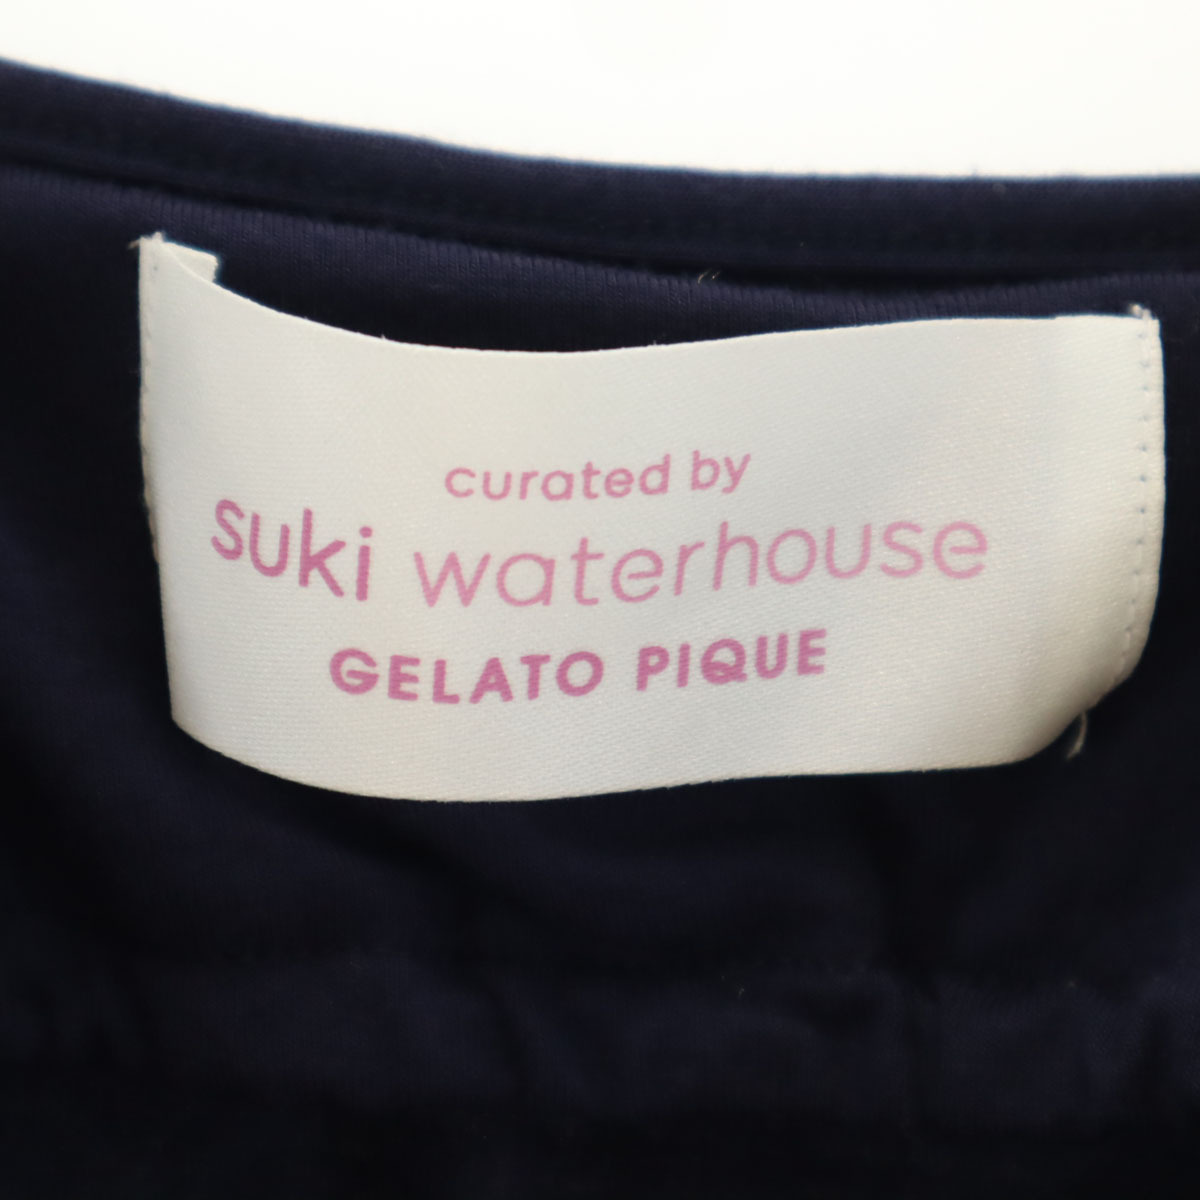 curated by
suki waterhouse
GELATO PIQUE